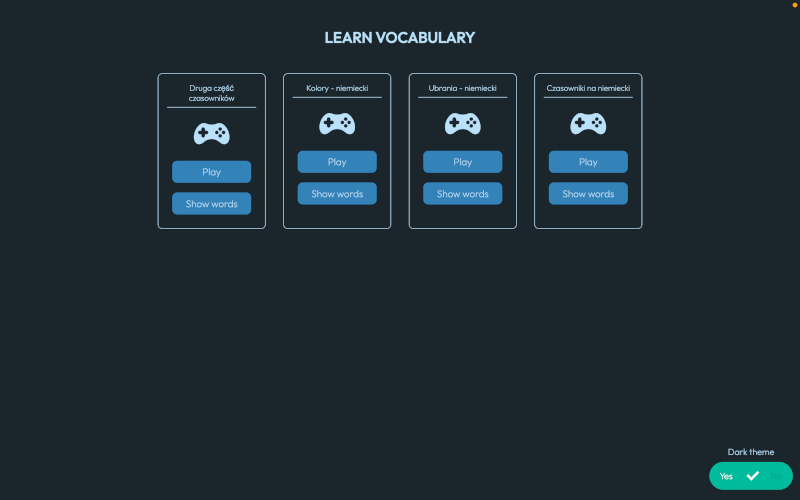 LEARN VOCABULARY
Druga część
czasowników
Play
Show words
Kolory - niemiecki
Play
Show words
Ubrania - niemiecki
Play
Show words
Czasowniki na niemiecki
Play
Show words
Dark theme
Yes
No